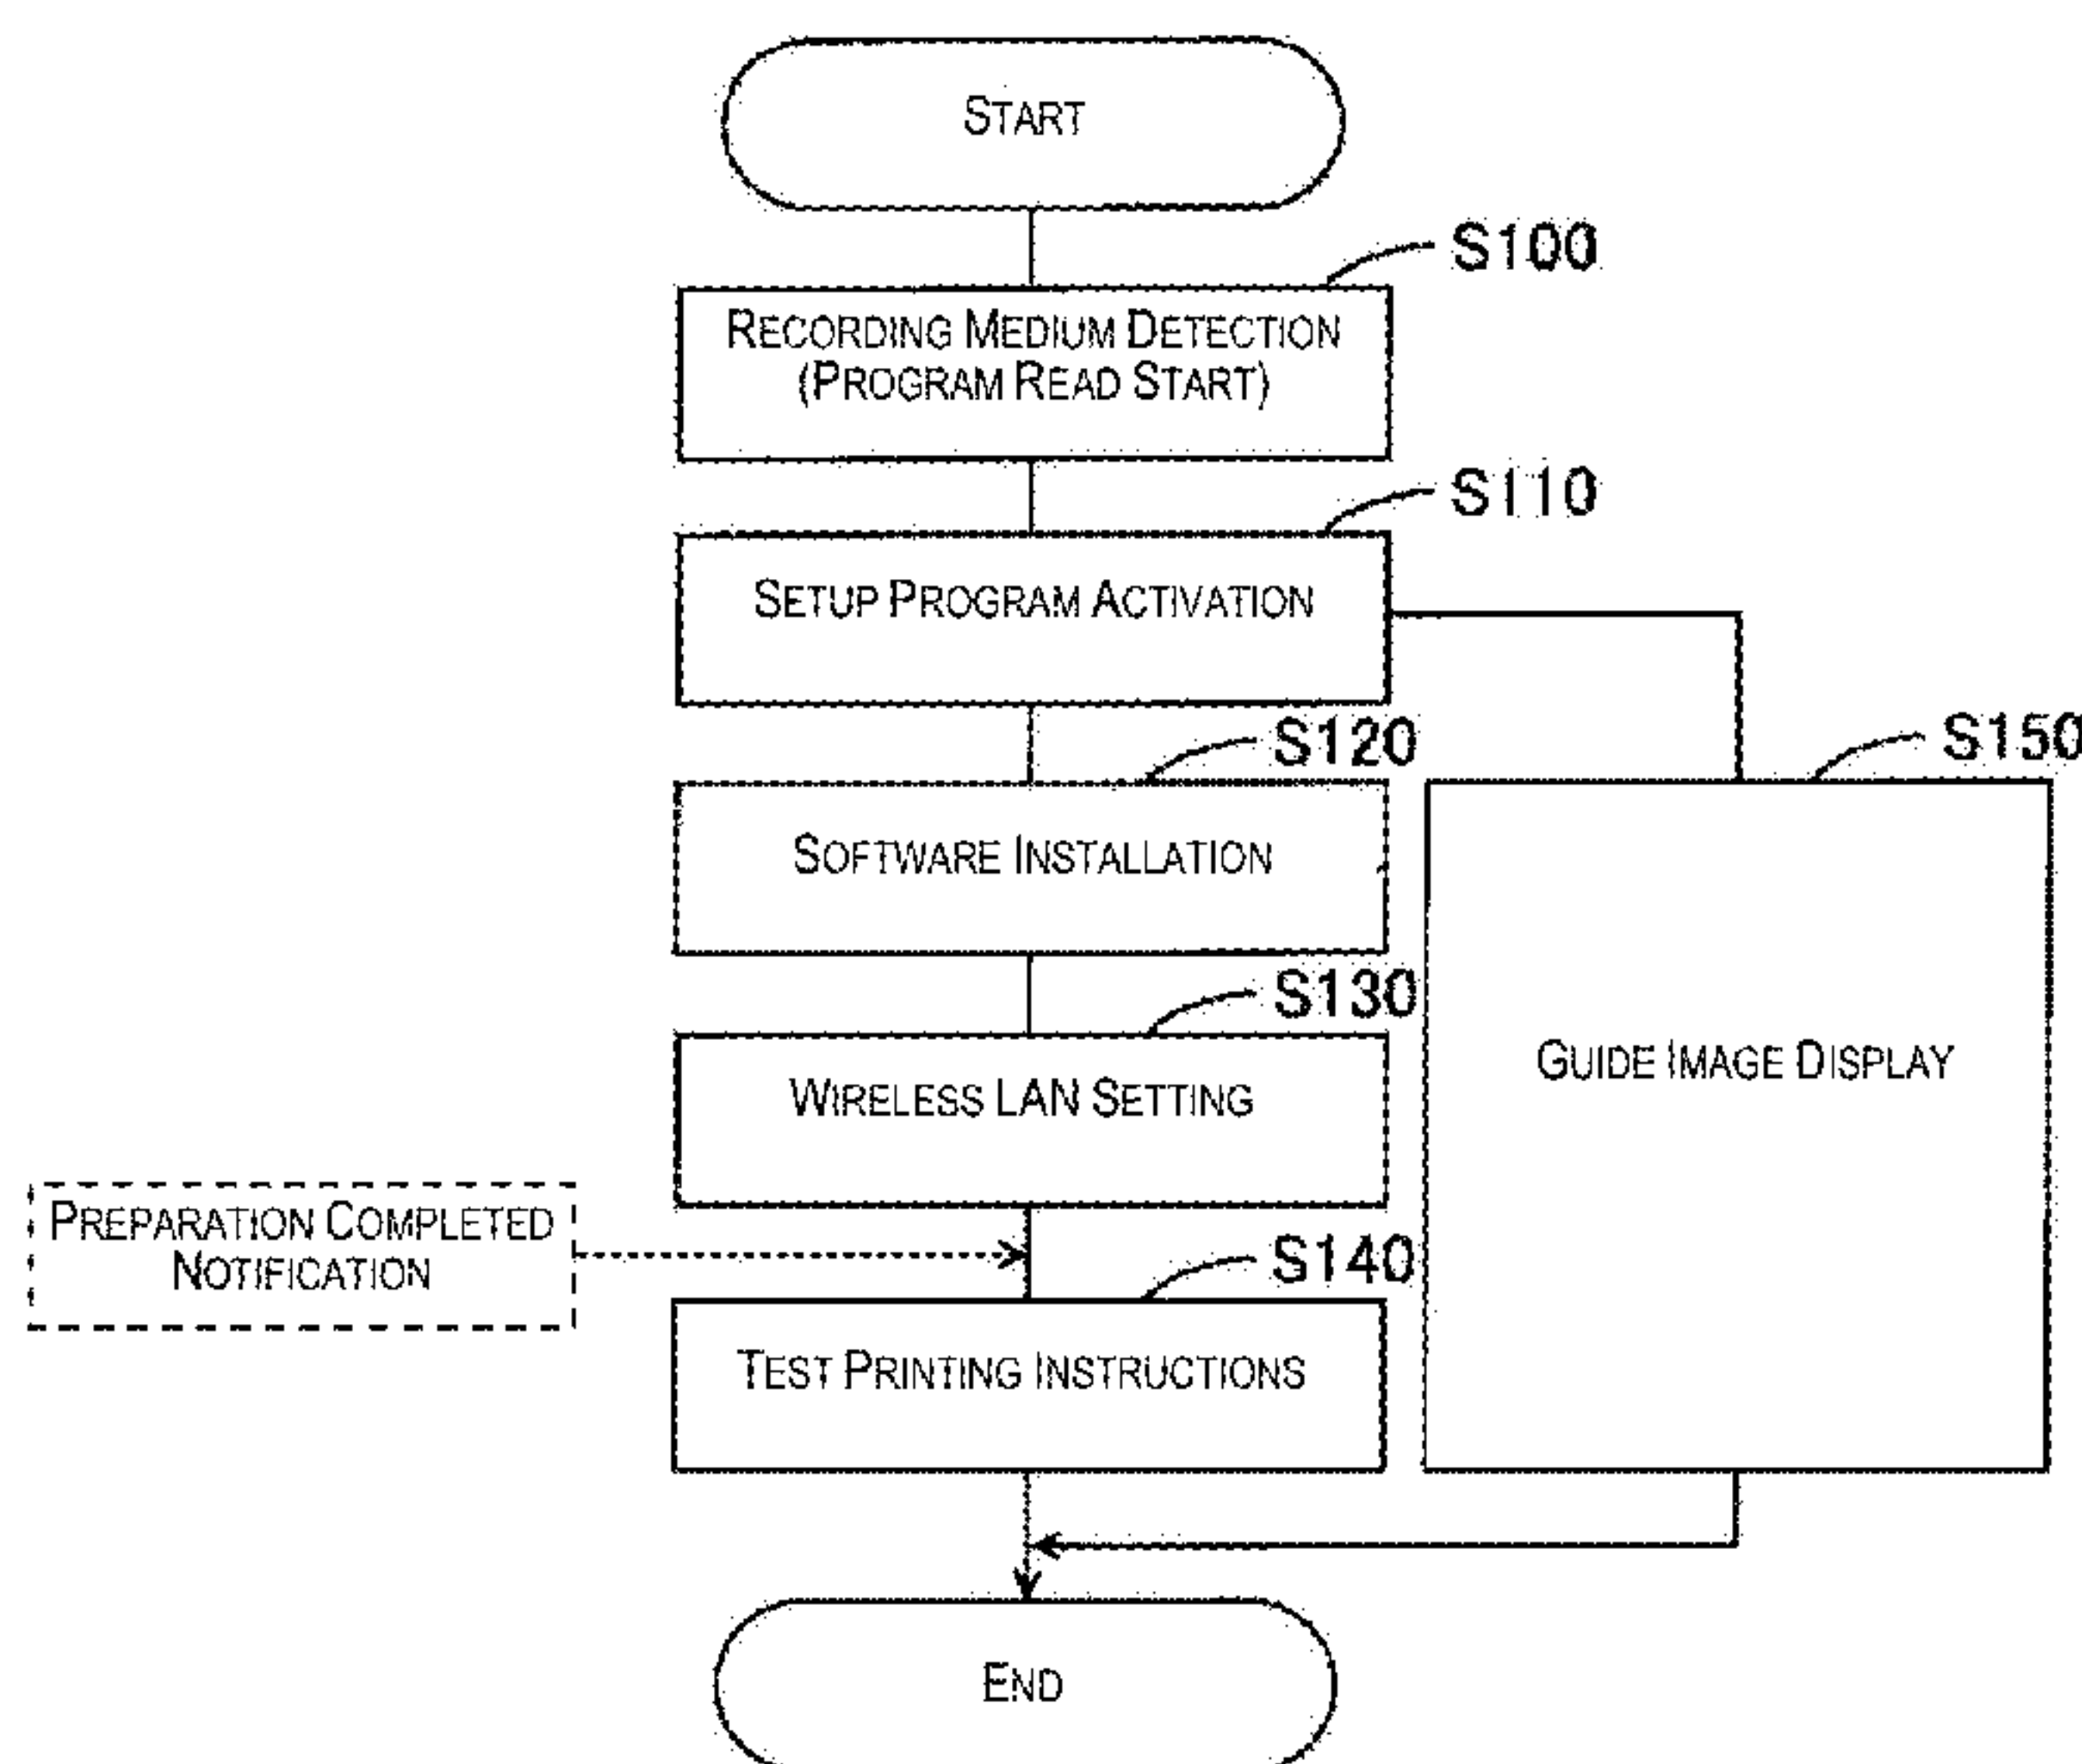 START
S100
RECORDING MEDIUM DETECTION
(PROGRAM READ START)
S110
SETUP PROGRAM ACTIVATION
S120
S150
SOFTWARE INSTALLATION
S130
GUIDE IMAGE DISPLAY
WIRELESS LAN SETTING
PREPARATION COMPLETED
NOTIFICATION
S140
TEST PRINTING INSTRUCTIONS
END